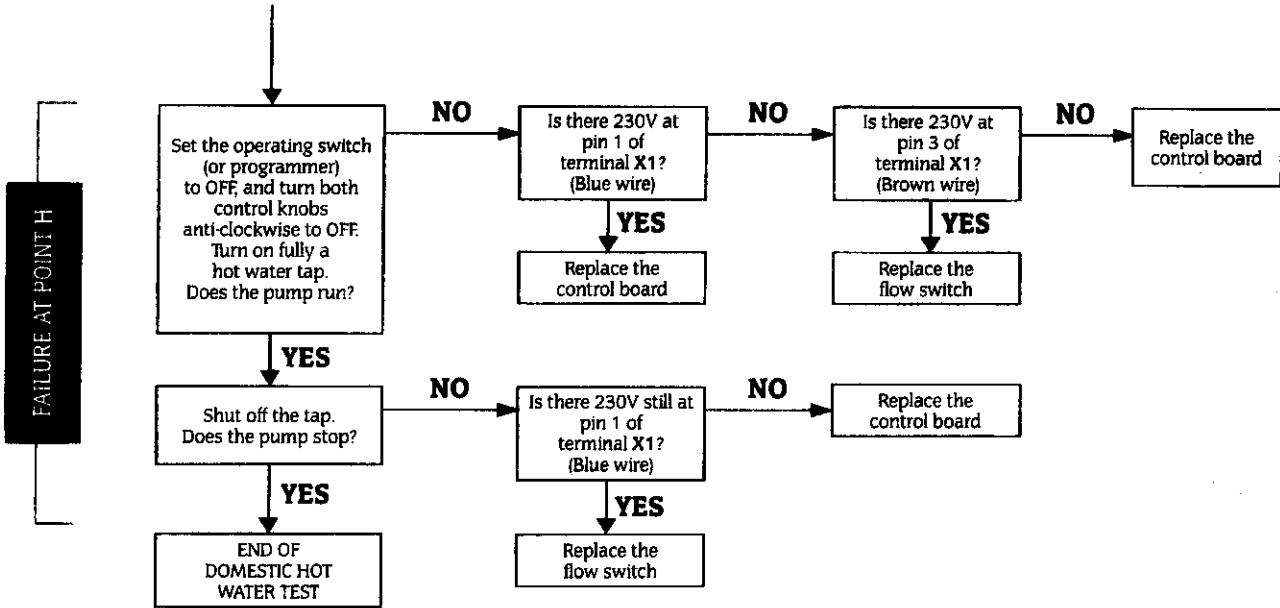 FAILURE AT POINT H
Set the operating switch
(or programmer)
to OFF, and turn both
control knobs
anti-clockwise to OFF.
Turn on fully a
hot water tap.
Does the pump run?
NO
Is there 230V at
pin 1 of
terminal X1?
(Blue wire)
NO
Is there 230V at
pin 3 of
terminal X1?
(Brown wire)
NO
Replace the
control board
YES
Replace the
control board
YES
Replace the
flow switch
YES
Shut off the tap.
Does the pump stop?
NO
Is there 230V still at
pin 1 of
terminal X1?
(Blue wire)
NO
Replace the
control board
YES
Replace the
flow switch
YES
END OF
DOMESTIC HOT
WATER TEST